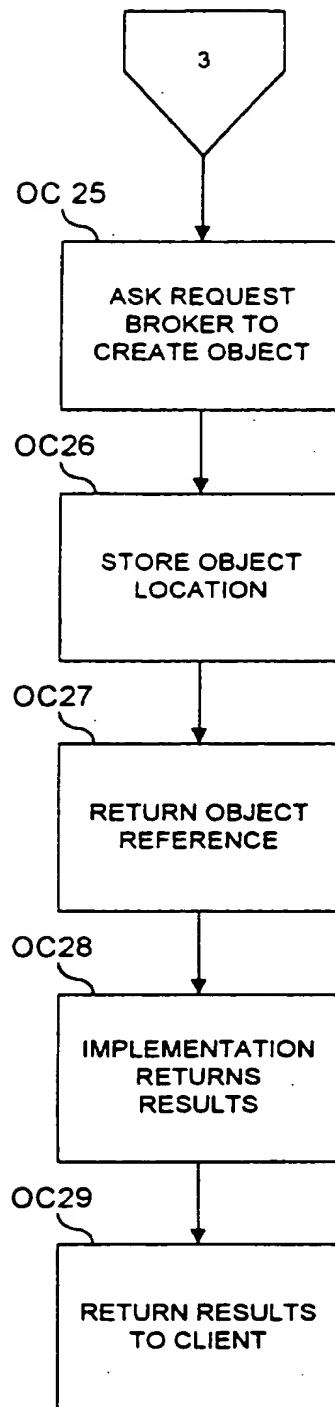 3
OC 25
ASK REQUEST
BROKER TO
CREATE OBJECT
OC26
STORE OBJECT
LOCATION
OC27
RETURN OBJECT
REFERENCE
OC28
IMPLEMENTATION
RETURNS
RESULTS
OC29
RETURN RESULTS
TO CLIENT